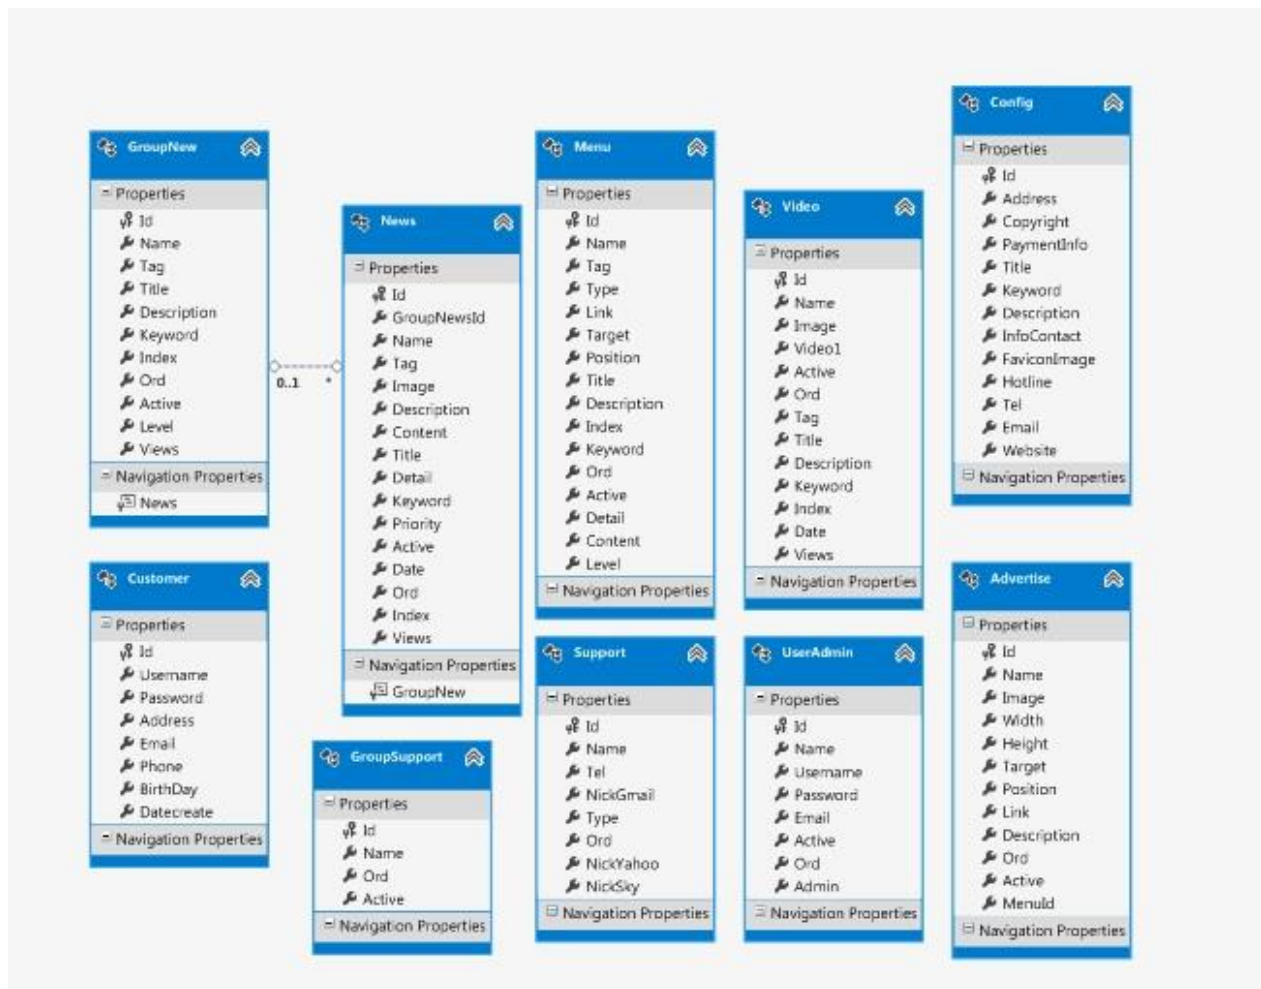 GroupNew
Properties
Id
Name
Tag
Title
Description
Keyword
Index
Ord
Active
Level
Views
Navigation Properties
News
0..1
*
News
Properties
Id
GroupNewsId
Name
Tag
Image
Description
Content
Title
Detail
Keyword
Priority
Active
Date
Ord
Index
Views
Navigation Properties
GroupNew
Menu
Properties
Id
Name
Tag
Type
Link
Target
Position
Title
Description
Index
Keyword
Ord
Active
Detail
Content
Level
Navigation Properties
Video
Properties
Id
Name
Image
Video1
Active
Ord
Tag
Title
Description
Keyword
Index
Date
Views
Navigation Properties
Config
Properties
Id
Address
Copyright
PaymentInfo
Title
Keyword
Description
InfoContact
FaviconImage
Hotline
Tel
Email
Website
Navigation Properties
Customer
Properties
Id
Username
Password
Address
Email
Phone
BirthDay
Datecreate
Navigation Properties
GroupSupport
Properties
Id
Name
Ord
Active
Navigation Properties
Support
Properties
Id
Name
Tel
NickGmail
Type
Ord
NickYahoo
NickSky
Navigation Properties
UserAdmin
Properties
Id
Name
Username
Password
Email
Active
Ord
Admin
Navigation Properties
Advertise
Properties
Id
Name
Image
Width
Height
Target
Position
Link
Description
Ord
Active
MenuId
Navigation Properties